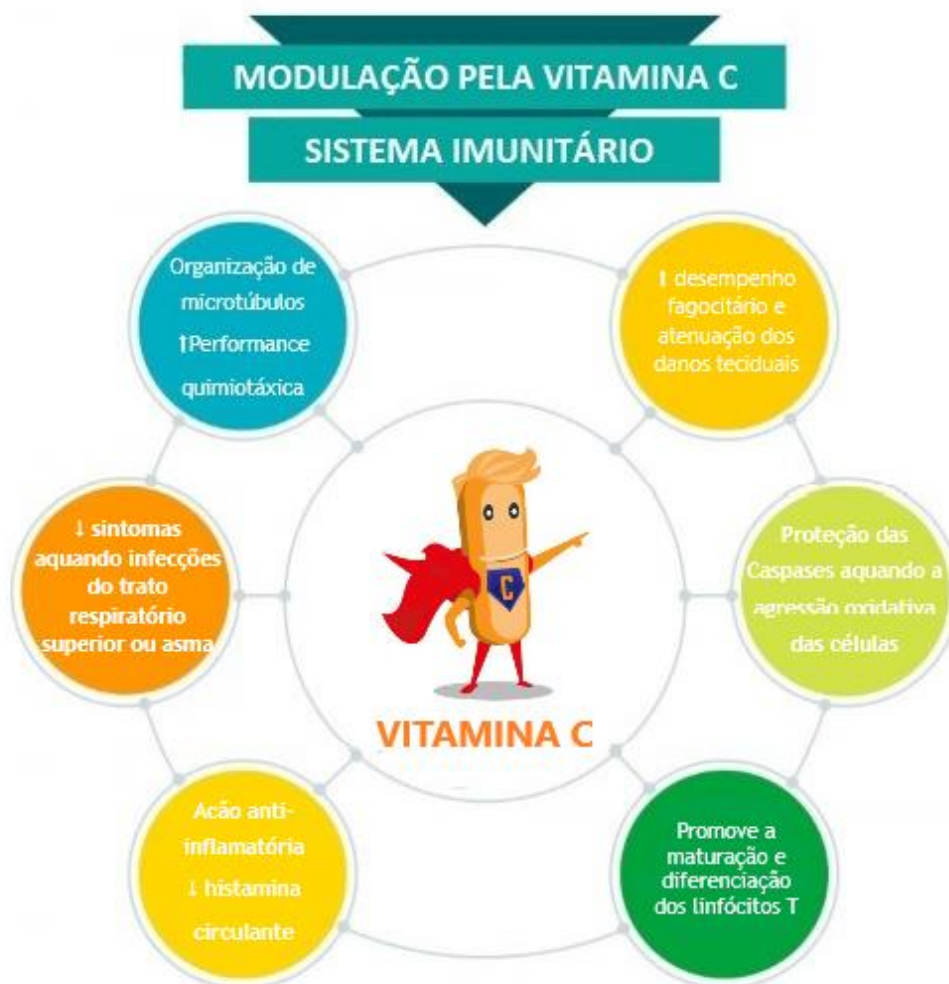 MODULAÇÃO PELA VITAMINA C
SISTEMA IMUNITÁRIO
Organização de
microtúbulos
↑Performance
quimiotáxica
↑ desempenho
fagocitário e
atenuação dos
danos teciduais
↓ sintomas
aquando infecções
do trato
respiratório
superior ou asma
Proteção das
Caspases aquando a
agressão oxidativa
das células
C
VITAMINA C
Acão anti-
inflamatória
↓ histamina
circulante
Promove a
maturação e
diferenciação
dos linfócitos T